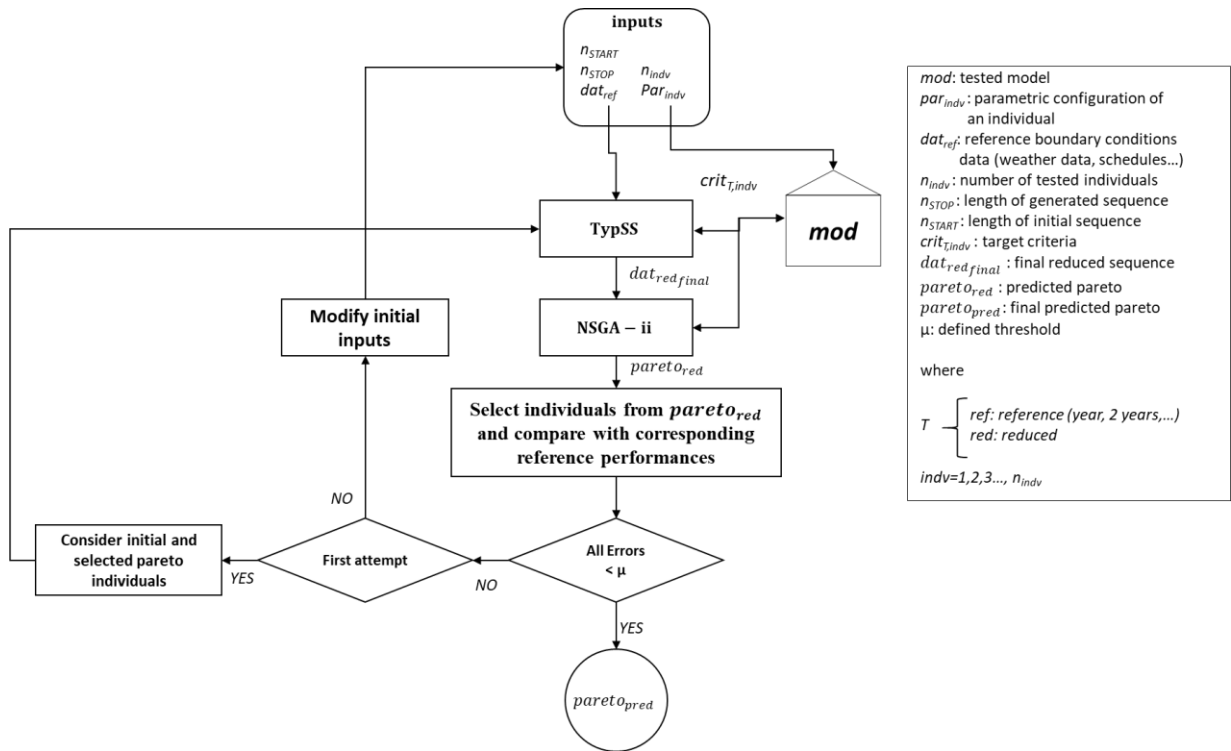 inputs
n_START
n_STOP n_indv
dat_ref Par_indv
crit_T,indv
TypSS
mod
dat_red_final
Modify initial
inputs
NSGA – ii
pareto_red
Select individuals from pareto_red
and compare with corresponding
reference performances
NO
Consider initial and
selected pareto
individuals
YES
First attempt
NO
All Errors
< μ
YES
pareto_pred
mod: tested model
par_indv : parametric configuration of
an individual
dat_ref: reference boundary conditions
data (weather data, schedules...)
n_indv : number of tested individuals
n_STOP : length of generated sequence
n_START : length of initial sequence
crit_T,indv : target criteria
dat_red_final : final reduced sequence
pareto_red : predicted pareto
pareto_pred : final predicted pareto
μ: defined threshold
where
T
ref: reference (year, 2 years,...)
red: reduced
indv=1,2,3..., n_indv